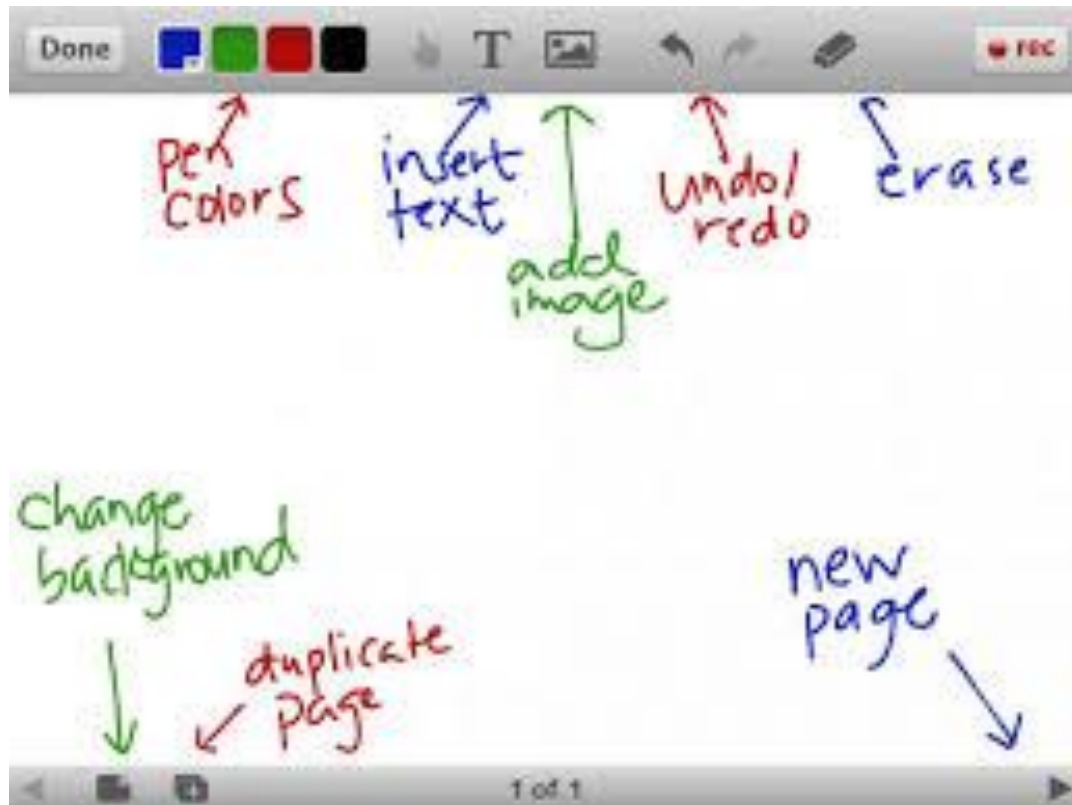 Done
T
rec
pen
colors
insert
text
add
image
undo/
redo
erase
change
background
duplicate
page
new
page
1 of 1